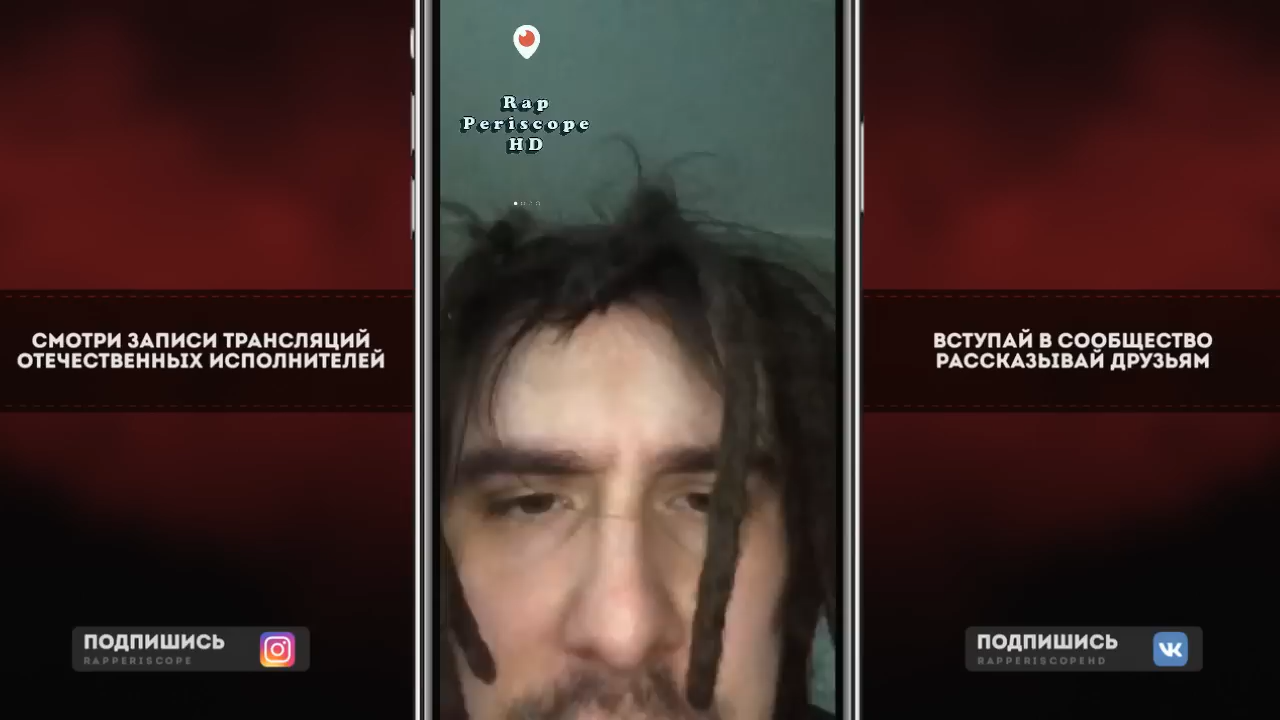 Rap
Periscope
HD
СМОТРИ ЗАПИСИ ТРАНСЛЯЦИЙ
ОТЕЧЕСТВЕННЫХ ИСПОЛНИТЕЛЕЙ
ВСТУПАЙ В СООБЩЕСТВО
РАССКАЗЫВАЙ ДРУЗЬЯМ
ПОДПИШИСЬ
RAPPERISCOPE
ПОДПИШИСЬ
RAPPERISCOPEHD